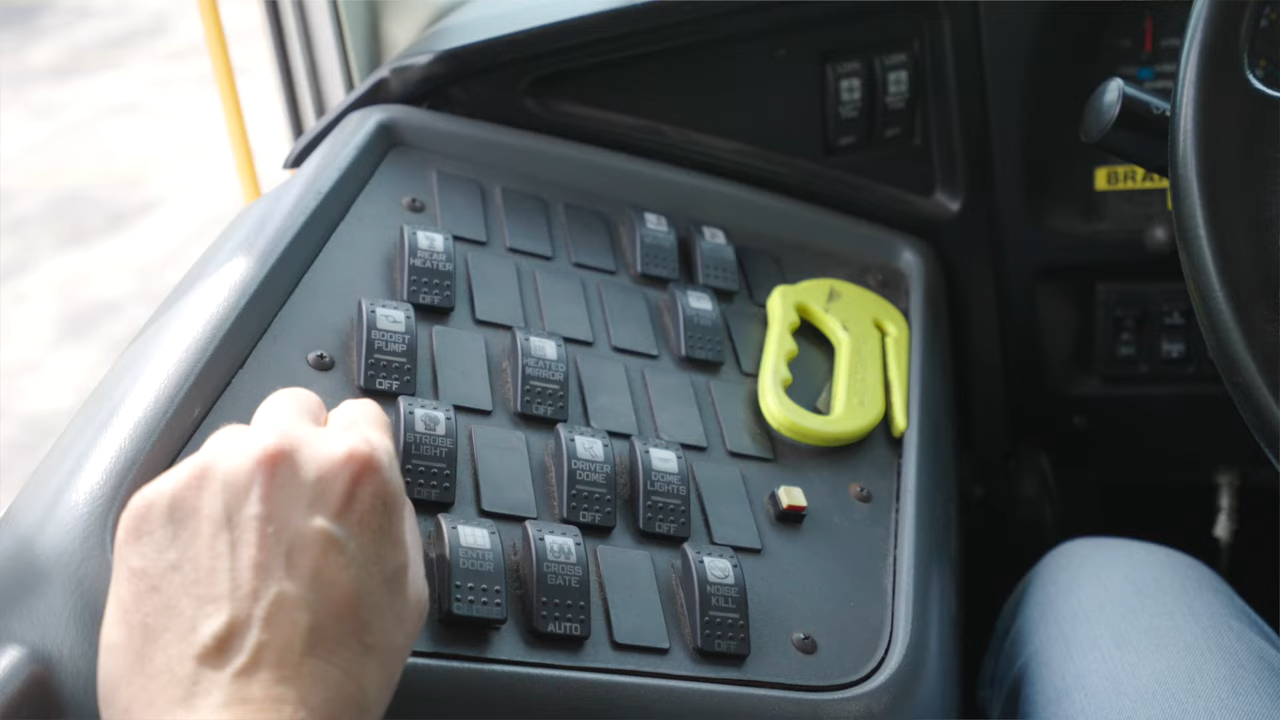 REAR
HEATER
OFF
BOOST
PUMP
OFF
HEATED
MIRROR
OFF
STROBE
LIGHT
OFF
DRIVER
DOME
OFF
DOME
LIGHTS
OFF
ENTR
DOOR
CROSS
GATE
AUTO
NOISE
KILL
OFF